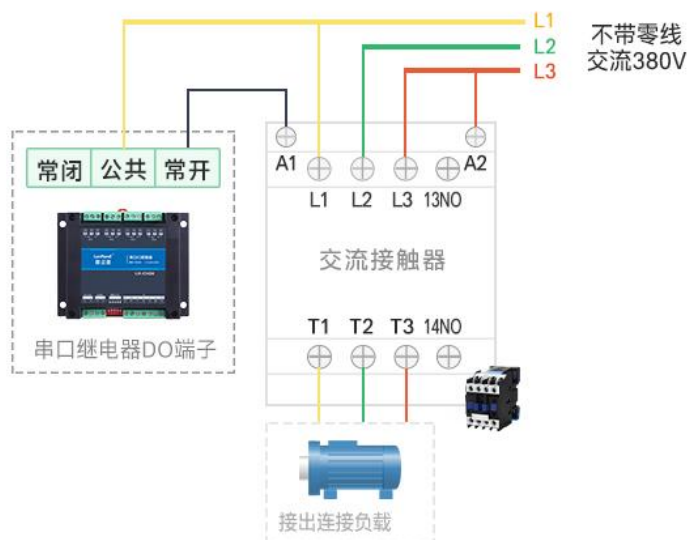 L1
L2
L3
不带零线
交流380V
常闭 公共 常开
A1
A2
L1 L2 L3 13NO
交流接触器
T1 T2 T3 14NO
串口继电器DO端子
接出连接负载